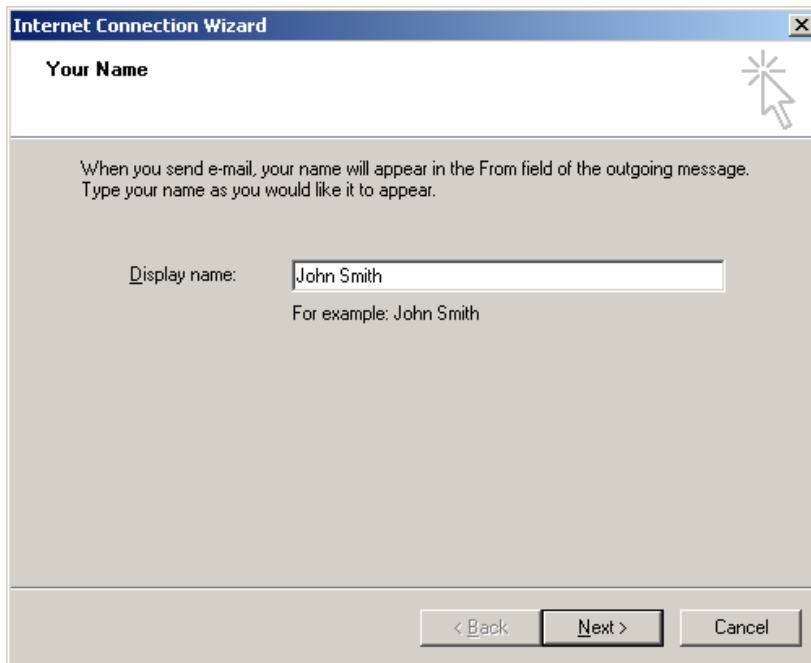 Internet Connection Wizard
Your Name
When you send e-mail, your name will appear in the From field of the outgoing message.
Type your name as you would like it to appear.
Display name: John Smith
For example: John Smith
< Back Next > Cancel